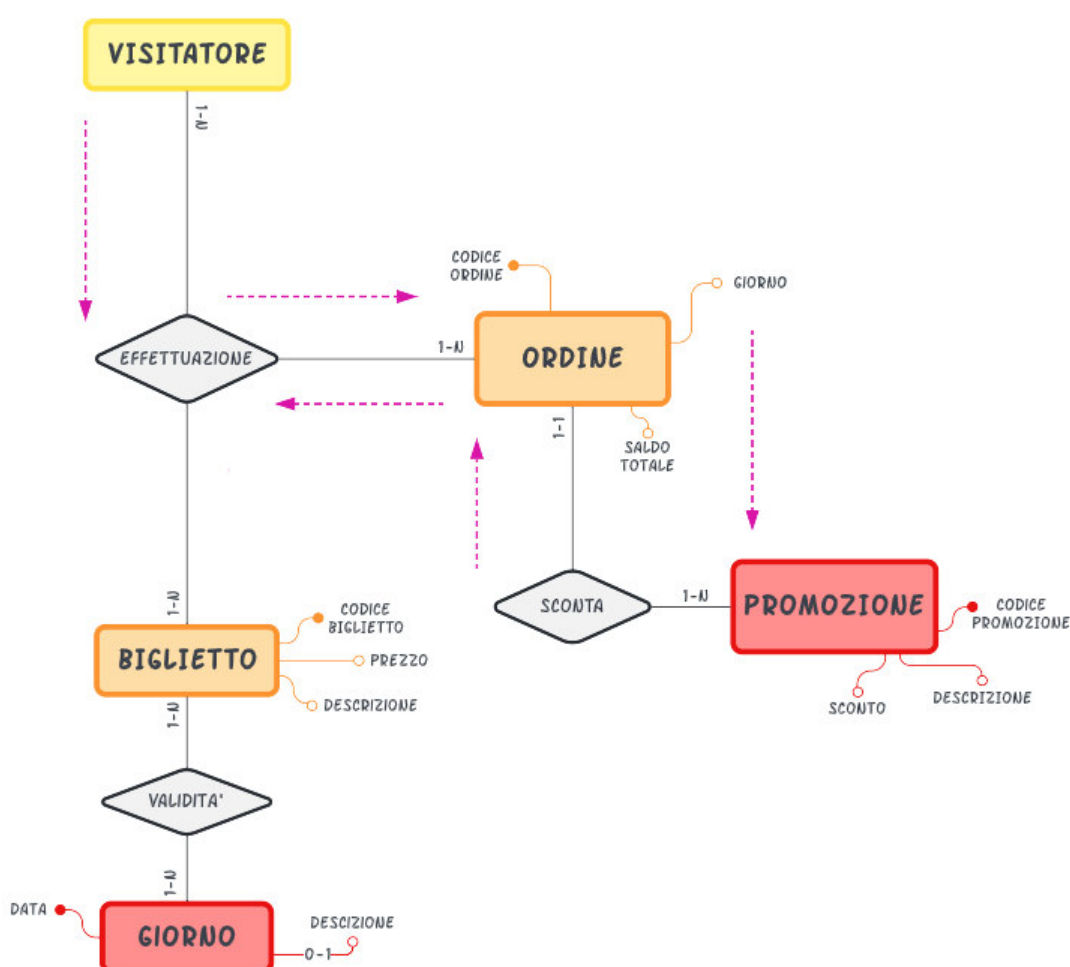 VISITATORE
1-N
CODICE
ORDINE
GIORNO
EFFETTUAZIONE
1-N
ORDINE
1-1
SALDO
TOTALE
1-N
SCONTA
1-N
PROMOZIONE
CODICE
PROMOZIONE
SCONTO
DESCRIZIONE
BIGLIETTO
CODICE
BIGLIETTO
PREZZO
DESCRIZIONE
1-N
VALIDITA'
1-N
DATA
GIORNO
DESCIZIONE
0-1